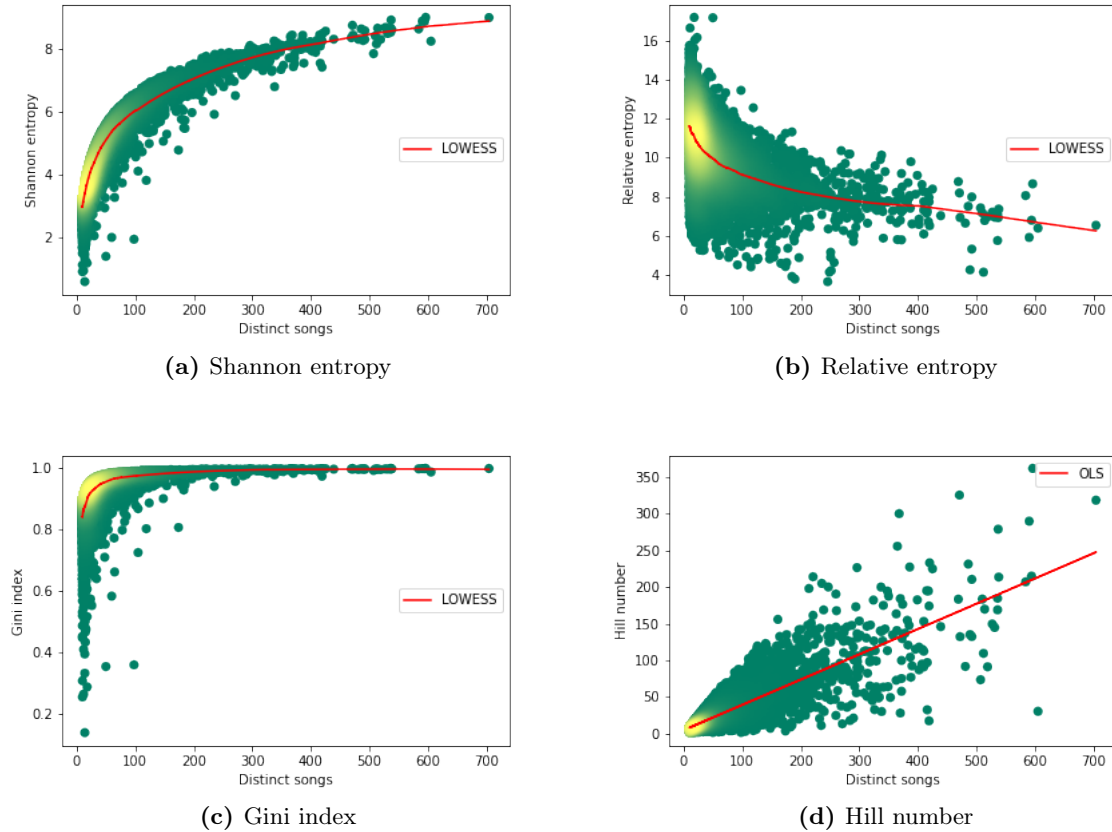 8
6
4
2
Shannon entropy
LOWESS
0 100 200 300 400 500 600 700
Distinct songs
(a) Shannon entropy
16
14
12
10
8
6
4
Relative entropy
LOWESS
0 100 200 300 400 500 600 700
Distinct songs
(b) Relative entropy
1.0
0.8
0.6
0.4
0.2
Gini index
LOWESS
0 100 200 300 400 500 600 700
Distinct songs
(c) Gini index
350
300
250
200
150
100
50
0
Hill number
OLS
0 100 200 300 400 500 600 700
Distinct songs
(d) Hill number